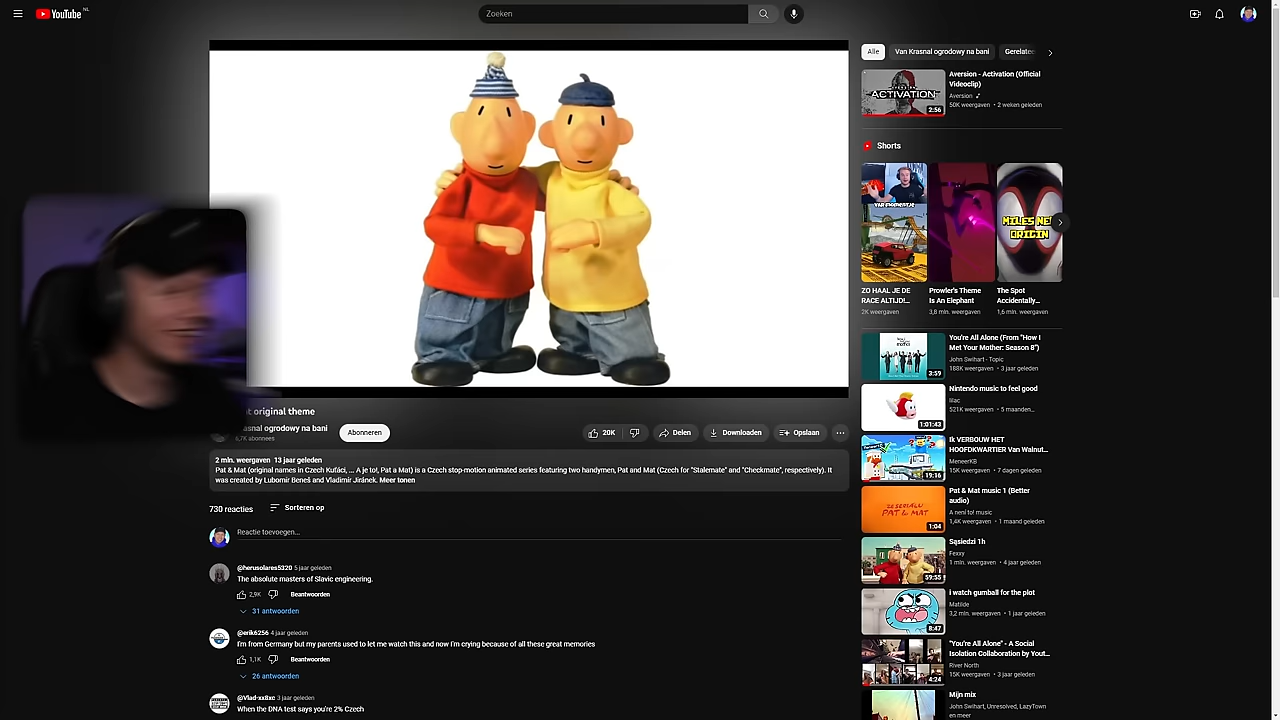 YouTube NL
Zoeken
Alle
Van Krasnal ogrodowy na bani
Aversion - Activation (Official
Videoclip)
Aversion
50K weergaven • 2 weken geleden
ACTIVATION
2:56
Shorts
MILES NE
ORIGIN
ZO HAAL JE DE
RACE ALTIJD!...
2K weergaven
Prowler's Theme
Is An Elephant
3,8 mln. weergaven
The Spot
Accidentally...
1,6 mln. weergaven
You're All Alone (From "How I
Met Your Mother: Season 8")
John Swihart - Topic
188K weergaven • 3 jaar geleden
3:59
Nintendo music to feel good
lilac
521K weergaven • 5 maanden...
1:01:43
Ik VERBOUW HET
HOOFDKWARTIER Van Walnut...
MeneerKB
15K weergaven • 7 dagen geleden
19:16
Pat & Mat music 1 (Better
audio)
A není to! music
1,4K weergaven • 1 maand geleden
PAT & MAT
1:04
Sąsiedzi 1h
Fexxy
1 mln. weergaven • 4 jaar geleden
59:55
i watch gumball for the plot
Matilde
3,2 mln. weergaven • 1 jaar geleden
8:47
"You're All Alone" - A Social
Isolation Collaboration by Yout...
River North
15K weergaven • 3 jaar geleden
4:24
Mijn mix
John Swihart, Unresolved, LazyTown
en meer
original theme
ogrodowy na bani
abonnees
Abonneren
20K
Delen
Downloaden
Opslaan
2 mln. weergaven 13 jaar geleden
Pat & Mat (original names in Czech Kuťáci, ... A je to!, Pat a Mat) is a Czech stop-motion animated series featuring two handymen, Pat and Mat (Czech for "Stalemate" and "Checkmate", respectively). It
was created by Lubomír Beneš and Vladimír Jiránek. Meer tonen
730 reacties
Sorteren op
Reactie toevoegen...
@herusolares5320 5 jaar geleden
The absolute masters of Slavic engineering.
2,9K
Beantwoorden
31 antwoorden
@erik6256 4 jaar geleden
I'm from Germany but my parents used to let me watch this and now I'm crying because of all these great memories
1,1K
Beantwoorden
26 antwoorden
@Vlad-xx8xc 3 jaar geleden
When the DNA test says you're 2% Czech